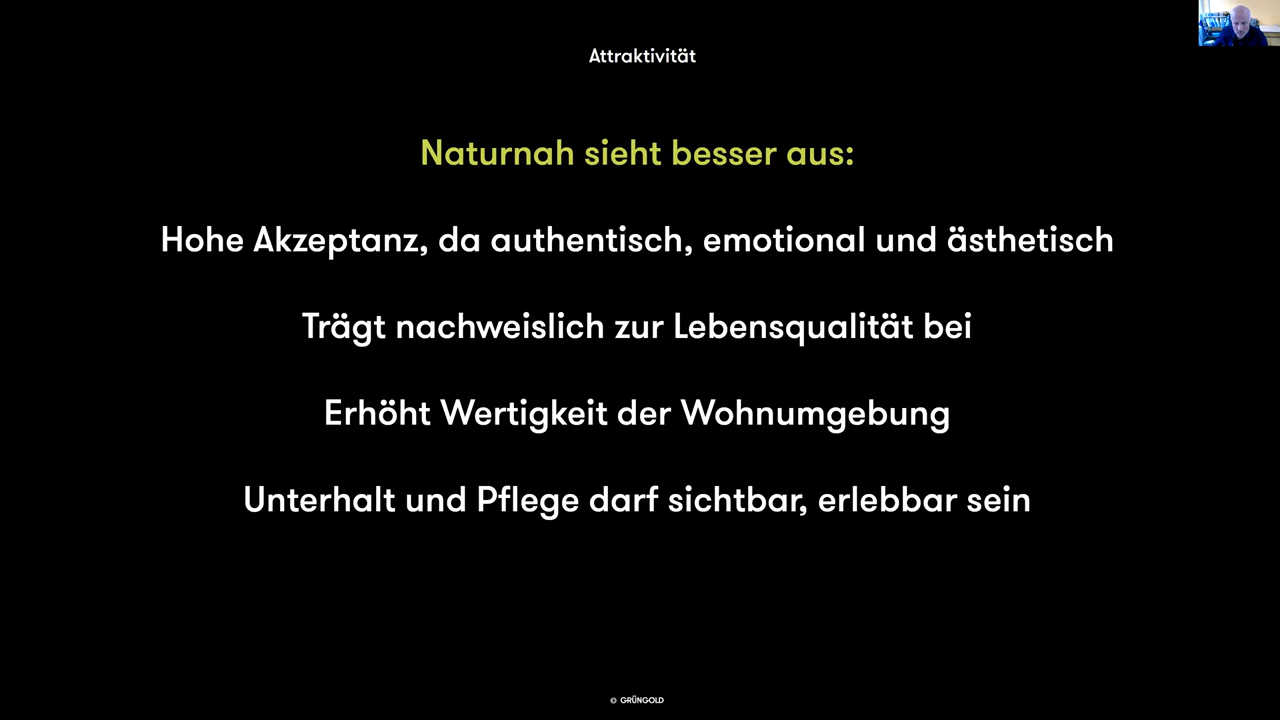 Attraktivität
Naturnah sieht besser aus:
Hohe Akzeptanz, da authentisch, emotional und ästhetisch
Trägt nachweislich zur Lebensqualität bei
Erhöht Wertigkeit der Wohnumgebung
Unterhalt und Pflege darf sichtbar, erlebbar sein
© GRÜNGOLD